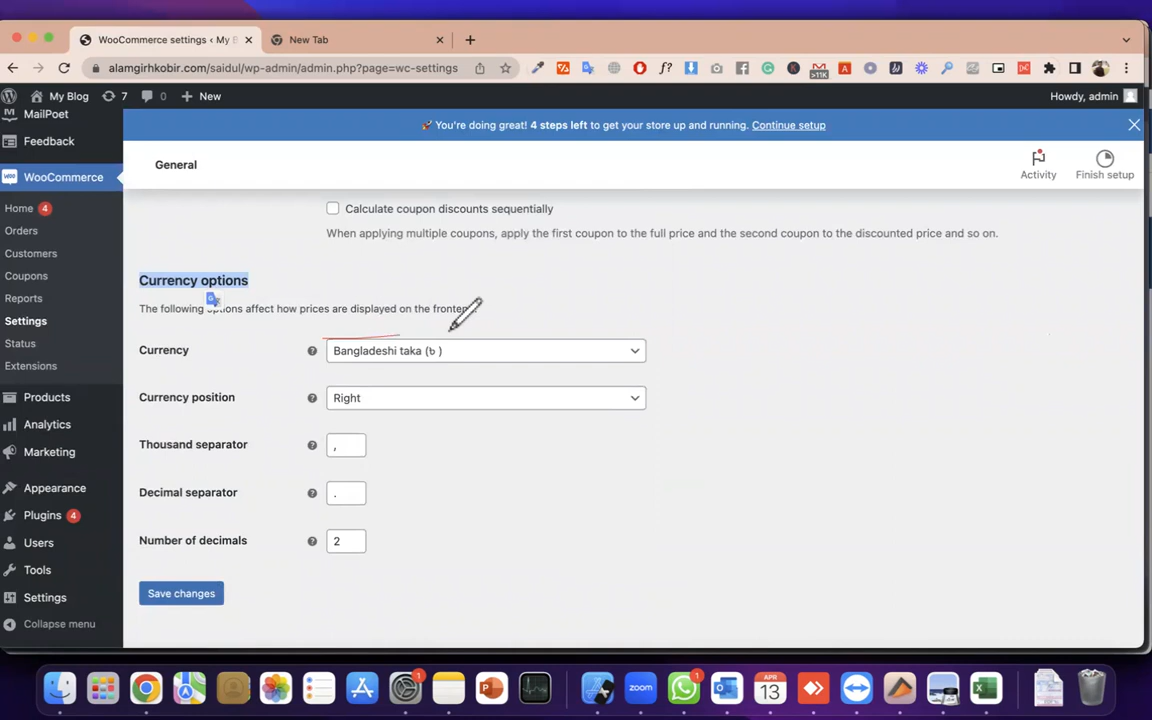 WooCommerce settings ‹ My B
New Tab
alamgirhkobir.com/saidul/wp-admin/admin.php?page=wc-settings
>11K
My Blog
7
0
New
Howdy, admin
MailPoet
Feedback
WooCommerce
Home 4
Orders
Customers
Coupons
Reports
Settings
Status
Extensions
Products
Analytics
Marketing
Appearance
Plugins 4
Users
Tools
Settings
Collapse menu
You're doing great! 4 steps left to get your store up and running. Continue setup
General
Activity
Finish setup
Calculate coupon discounts sequentially
When applying multiple coupons, apply the first coupon to the full price and the second coupon to the discounted price and so on.
Currency options
The following options affect how prices are displayed on the frontend.
Currency
Bangladeshi taka (৳ )
Currency position
Right
Thousand separator
,
Decimal separator
.
Number of decimals
2
Save changes
1
zoom
1
APR
13